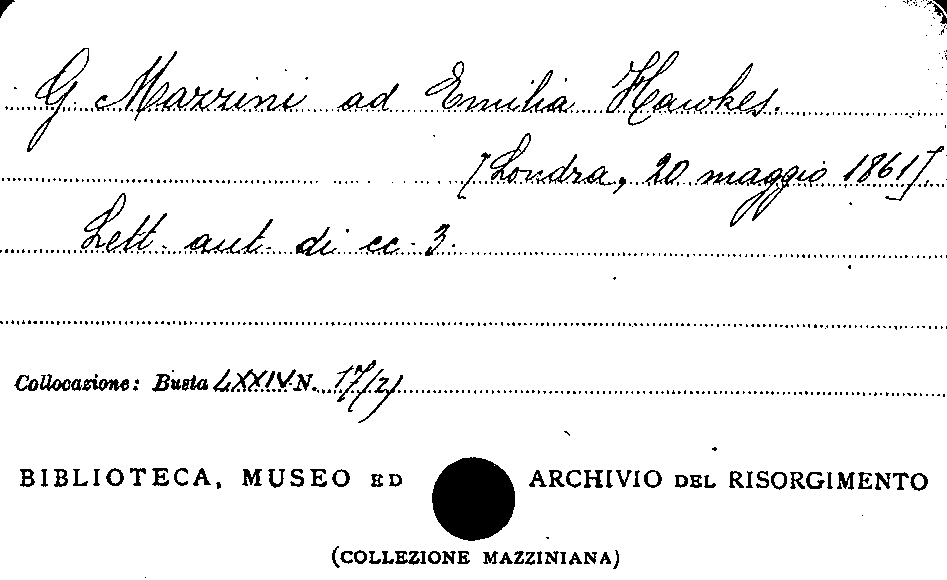 G. Mazzini ad Emilia Hawkes.
[Londra, 20 maggio 1861].
Lett. aut. di cc. 3.
Collocazione: Busta LXXIV N. 17/2)
BIBLIOTECA, MUSEO ED ARCHIVIO DEL RISORGIMENTO
(COLLEZIONE MAZZINIANA)